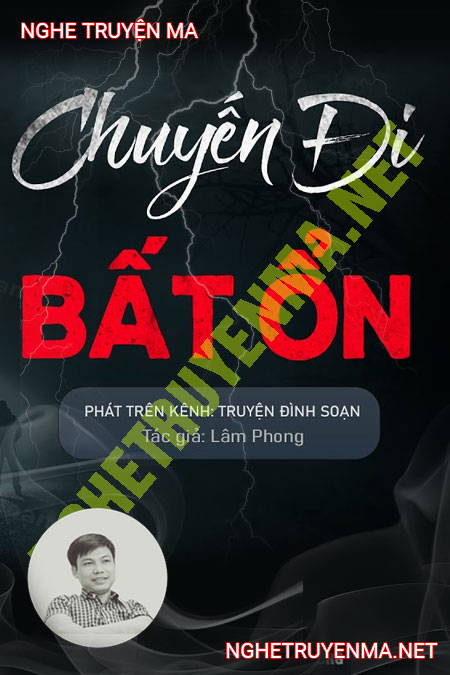 NGHE TRUYỆN MA
Chuyến Đi
BẤT ỔN
PHÁT TRÊN KÊNH: TRUYỆN ĐÌNH SOẠN
Tác giả: Lâm Phong
NGHETRUYENMA.NET
NGHETRUYENMA.NET